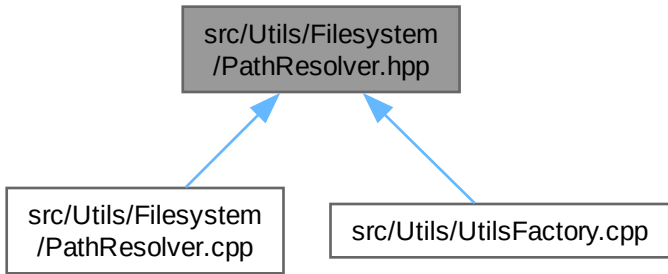 src/Utils/Filesystem
/PathResolver.hpp
src/Utils/Filesystem
/PathResolver.cpp
src/Utils/UtilsFactory.cpp